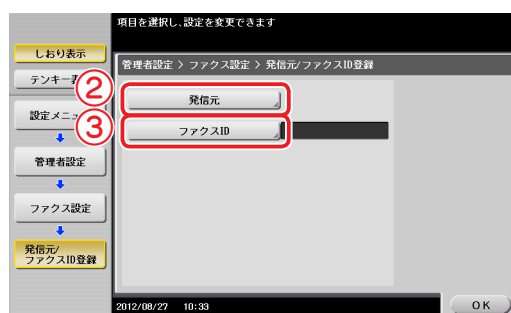 項目を選択し、設定を変更できます
しおり表示
管理者設定 > ファクス設定 > 発信元/ファクスID登録
テンキー
②
発信元
設定メニュ
③
ファクスID
管理者設定
ファクス設定
発信元/
ファクスID登録
2012/08/27 10:33
OK